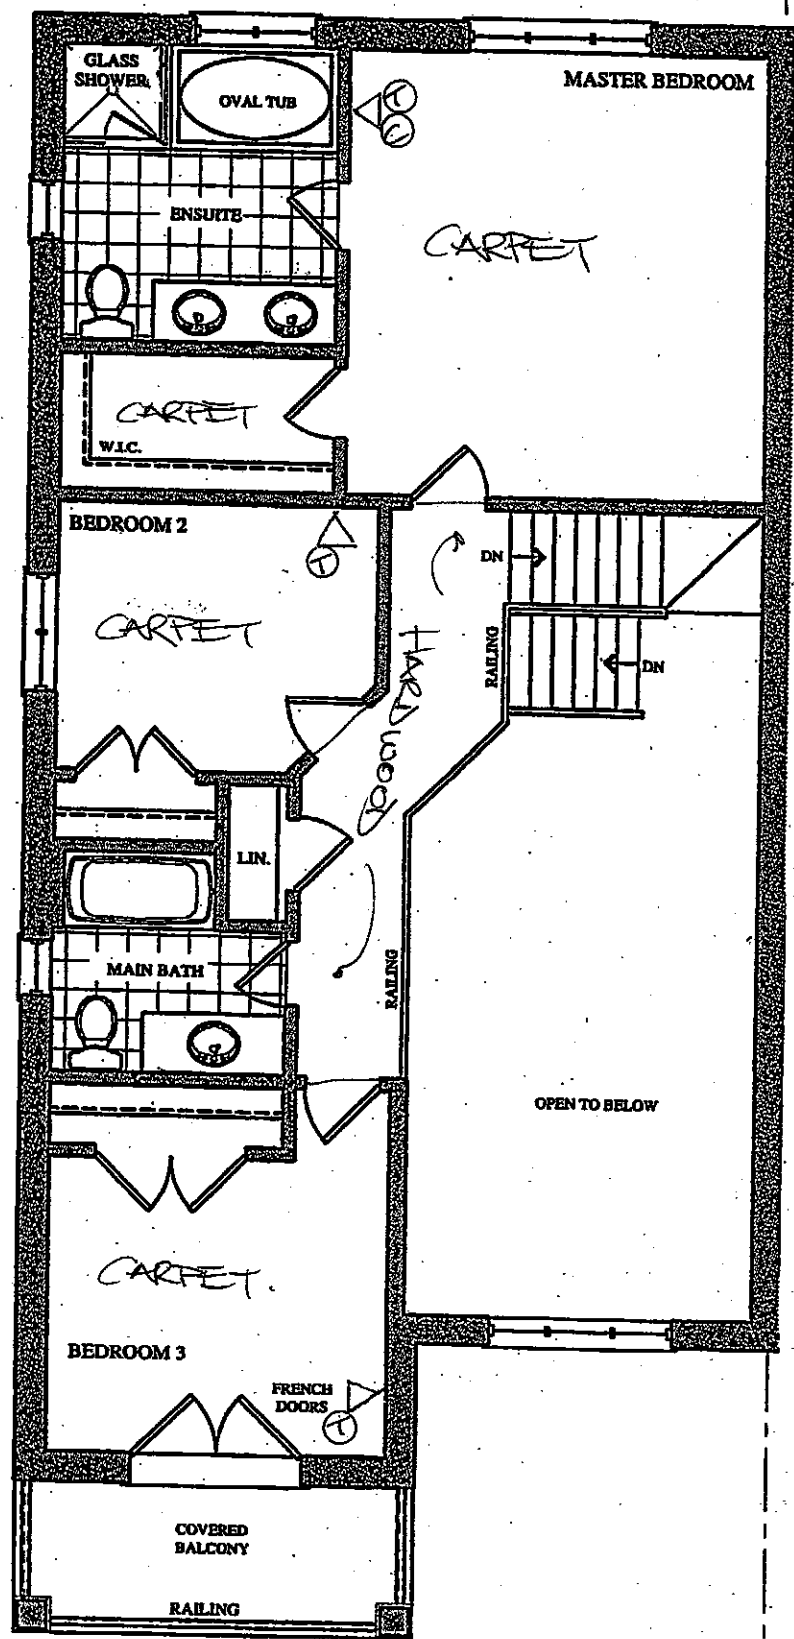 GLASS
SHOWER
OVAL TUB
MASTER BEDROOM
T
ENSUITE
CARPET
CARPET
W.I.C.
BEDROOM 2
T
DN
CARPET
HARDWOOD
RAILING
DN
LIN.
MAIN BATH
RAILING
OPEN TO BELOW
CARPET.
BEDROOM 3
FRENCH
DOORS
T
COVERED
BALCONY
RAILING